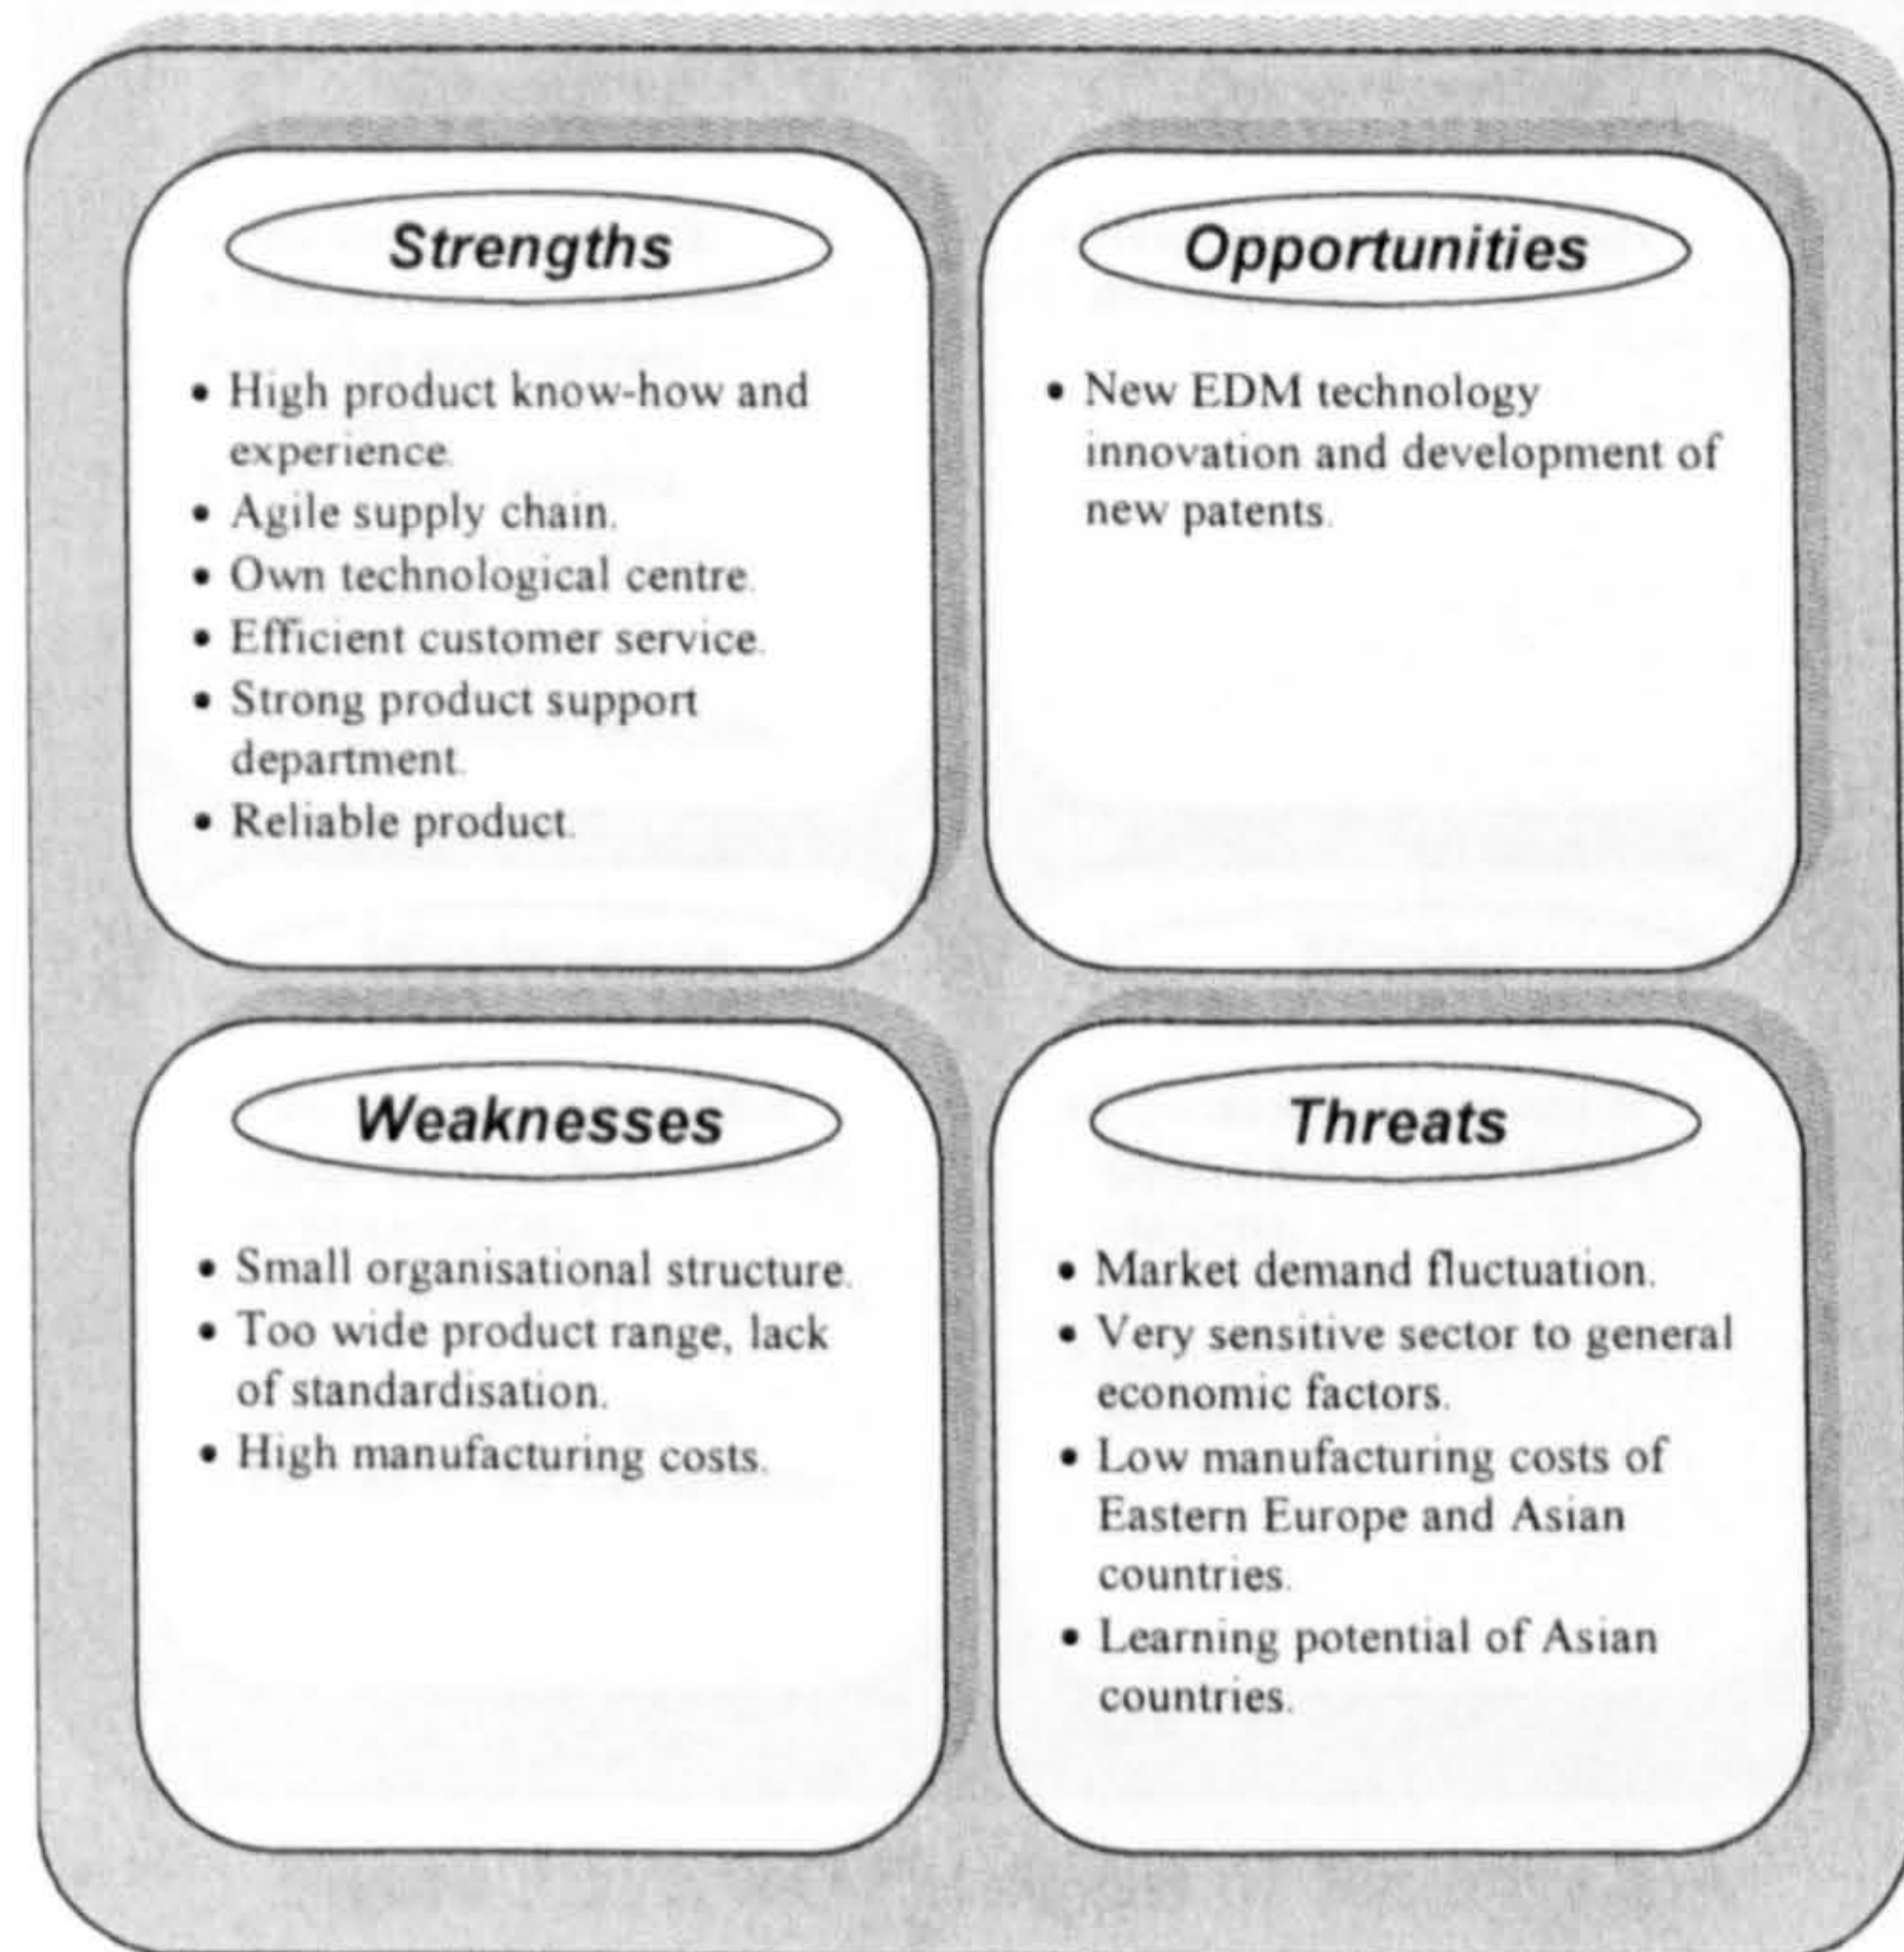 Strengths
• High product know-how and
experience.
• Agile supply chain.
• Own technological centre.
• Efficient customer service.
• Strong product support
department.
• Reliable product.
Opportunities
• New EDM technology
innovation and development of
new patents.
Weaknesses
• Small organisational structure.
• Too wide product range, lack
of standardisation.
• High manufacturing costs.
Threats
• Market demand fluctuation.
• Very sensitive sector to general
economic factors.
• Low manufacturing costs of
Eastern Europe and Asian
countries.
• Learning potential of Asian
countries.